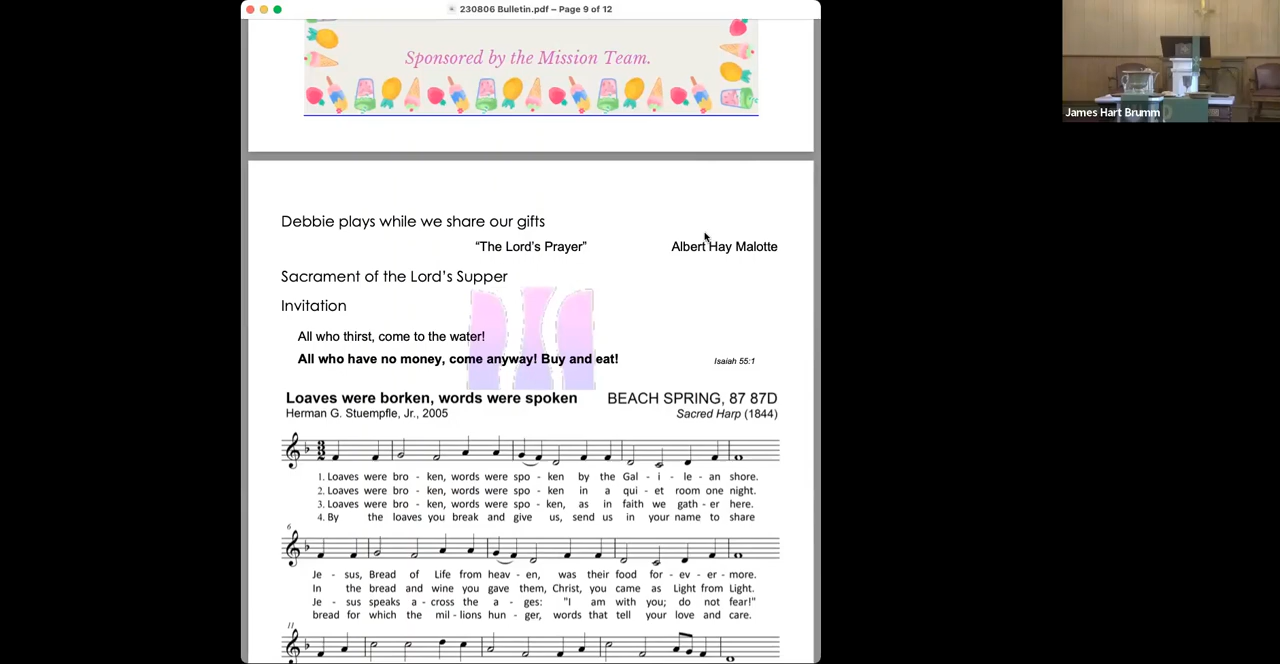 230806 Bulletin.pdf – Page 9 of 12
Sponsored by the Mission Team.
James Hart Brumm
Debbie plays while we share our gifts
“The Lord’s Prayer” Albert Hay Malotte
Sacrament of the Lord’s Supper
Invitation
All who thirst, come to the water!
All who have no money, come anyway! Buy and eat! Isaiah 55:1
Loaves were borken, words were spoken BEACH SPRING, 87 87D
Herman G. Stuempfle, Jr., 2005 Sacred Harp (1844)
1. Loaves were bro - ken, words were spo - ken by the Gal - i - le - an shore.
2. Loaves were bro - ken, words were spo - ken in a qui - et room one night.
3. Loaves were bro - ken, words were spo - ken, as in faith we gath - er here.
4. By the loaves you break and give us, send us in your name to share
6
Je - sus, Bread of Life from heav - en, was their food for - ev - er - more.
In the bread and wine you gave them, Christ, you came as Light from Light.
Je - sus speaks a - cross the a - ges: "I am with you; do not fear!"
bread for which the mil - lions hun - ger, words that tell your love and care.
11